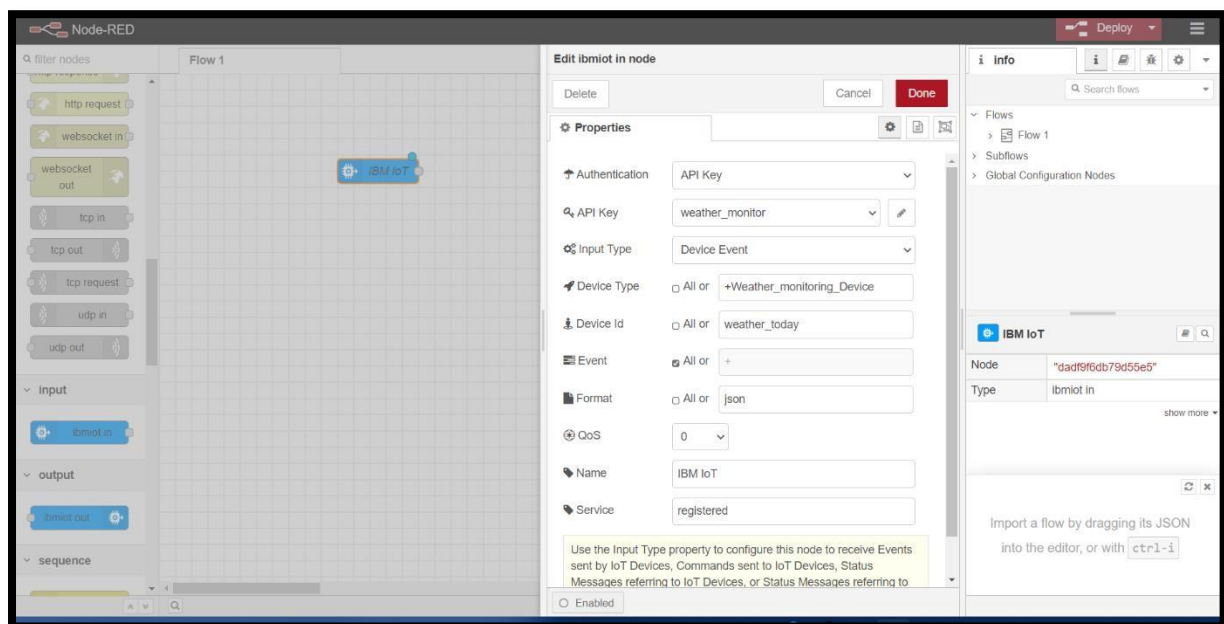 Node-RED
Deploy
filter nodes
http request
websocket in
websocket
out
tcp in
tcp out
tcp request
udp in
udp out
input
ibmiot in
output
ibmiot out
sequence
Flow 1
IBM IoT
Edit ibmiot in node
Delete
Cancel
Done
Properties
Authentication API Key
API Key weather_monitor
Input Type Device Event
Device Type All or +Weather_monitoring_Device
Device Id All or weather_today
Event All or +
Format All or json
QoS 0
Name IBM IoT
Service registered
Use the Input Type property to configure this node to receive Events
sent by IoT Devices, Commands sent to IoT Devices, Status
Messages referring to IoT Devices, or Status Messages referring to
Enabled
i info i
Search flows
Flows
Flow 1
Subflows
Global Configuration Nodes
IBM IoT
Node "dadf9f6db79d55e5"
Type ibmiot in
show more
Import a flow by dragging its JSON
into the editor, or with ctrl-i